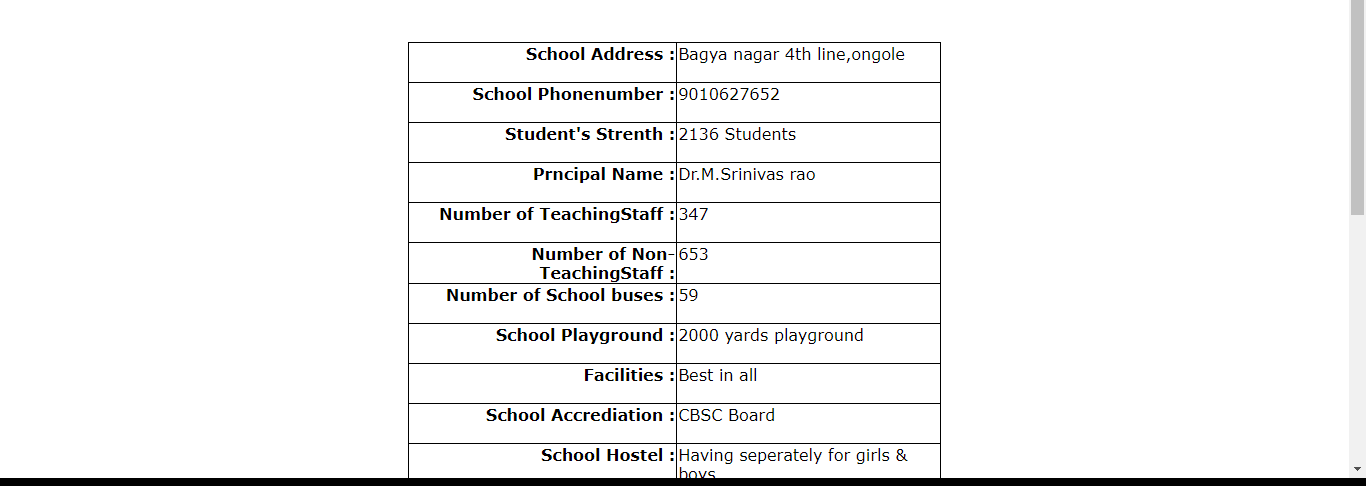 School Address : Bagya nagar 4th line,ongole
School Phonenumber : 9010627652
Student's Strenth : 2136 Students
Prncipal Name : Dr.M.Srinivas rao
Number of TeachingStaff : 347
Number of Non- 653
TeachingStaff :
Number of School buses : 59
School Playground : 2000 yards playground
Facilities : Best in all
School Accrediation : CBSC Board
School Hostel : Having seperately for girls &
boys